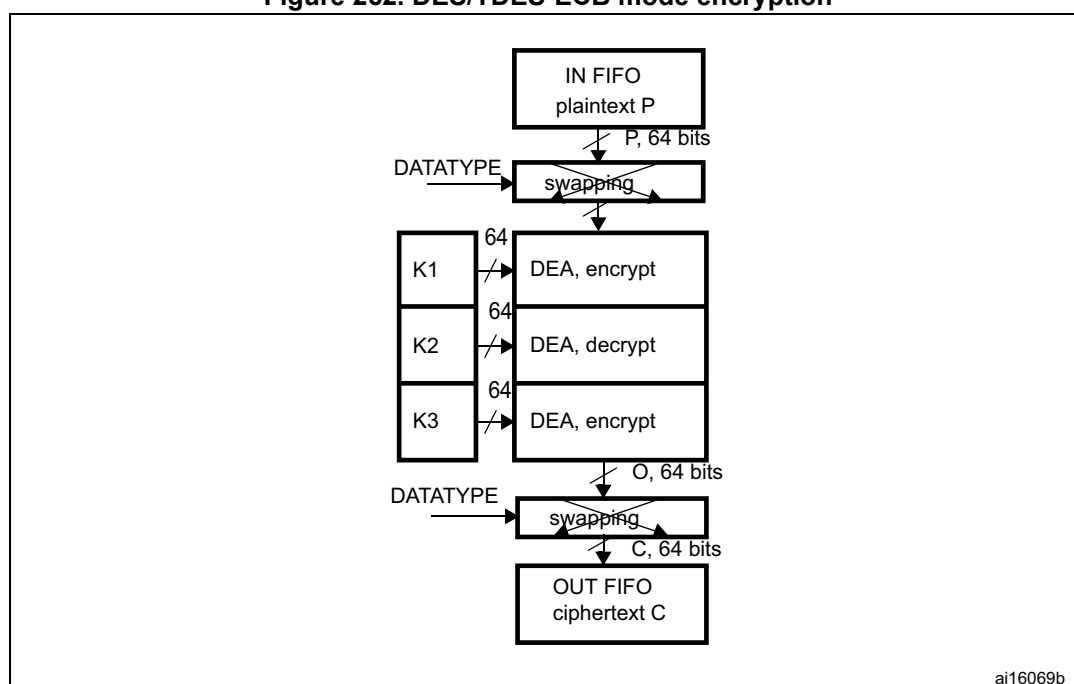 Figure 262. DES/TDES-ECB mode encryption
IN FIFO
plaintext P
P, 64 bits
DATATYPE
swapping
64
K1
DEA, encrypt
64
K2
DEA, decrypt
64
K3
DEA, encrypt
O, 64 bits
DATATYPE
swapping
C, 64 bits
OUT FIFO
ciphertext C
ai16069b